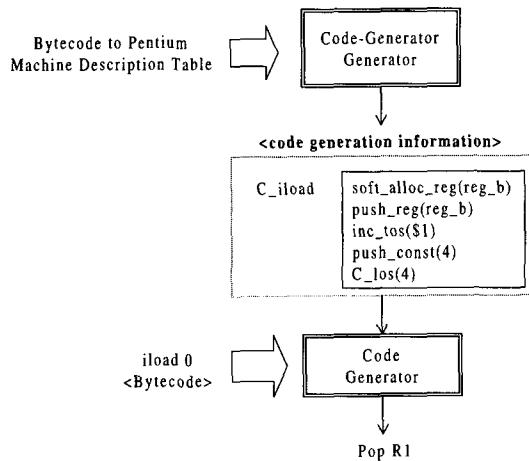 Bytecode to Pentium
Machine Description Table
Code-Generator
Generator
<code generation information>
C_iload
soft_alloc_reg(reg_b)
push_reg(reg_b)
inc_tos($1)
push_const(4)
C_los(4)
iload 0
<Bytecode>
Code
Generator
Pop R1